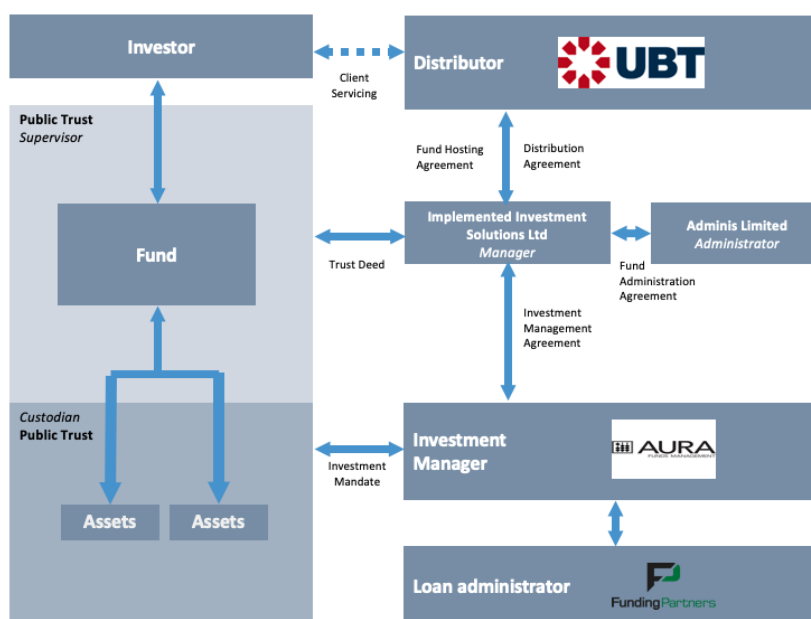 Investor
Client
Servicing
Distributor
UBT
Public Trust
Supervisor
Fund Hosting
Agreement
Distribution
Agreement
Fund
Trust Deed
Implemented Investment
Solutions Ltd
Manager
Adminis Limited
Administrator
Fund
Administration
Agreement
Investment
Management
Agreement
Custodian
Public Trust
Investment
Mandate
Investment
Manager
AURA
FUNDS MANAGEMENT
Assets
Assets
Loan administrator
FundingPartners